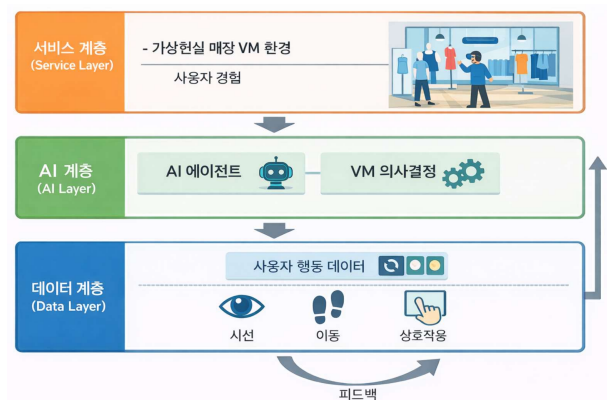 서비스 계층
(Service Layer)
- 가상헌실 매장 VM 환경
사웅자 경험
AI 계층
(AI Layer)
AI 에이전트
VM 의사결정
데이터 계층
(Data Layer)
사웅자 행동 데이터
시선
이동
상호작용
피드백